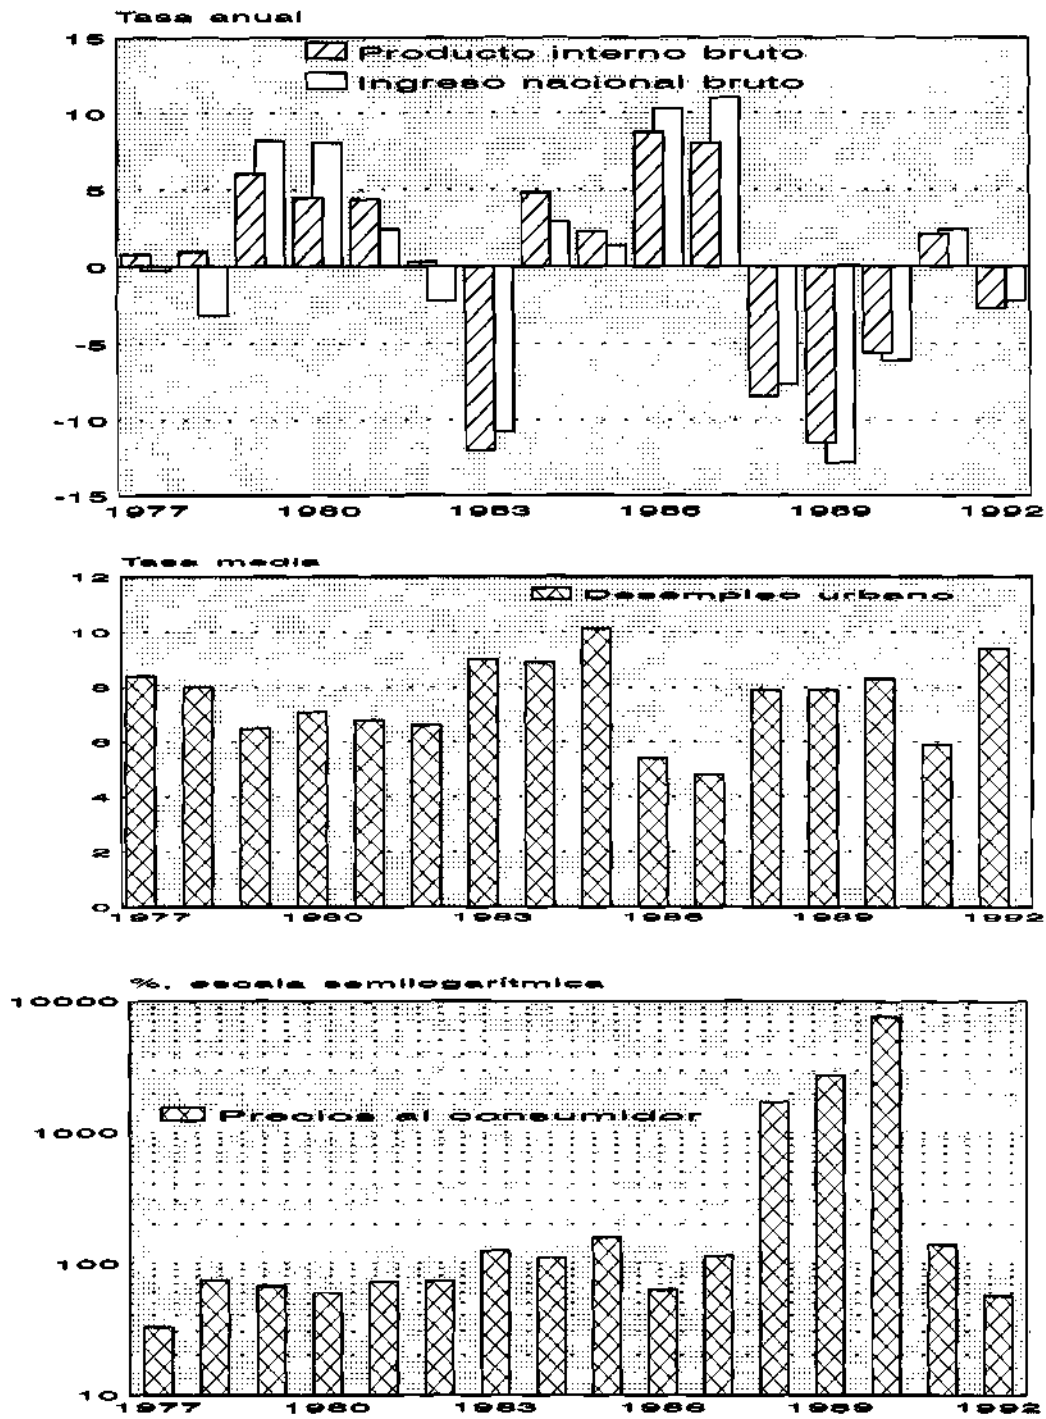 Tasa anual
15
Producto interno bruto
Ingreso nacional bruto
10
5
0
-5
-10
-15
1977 1980 1983 1986 1989 1992
Tasa media
12
Desempleo urbano
10
8
6
4
2
0
1977 1980 1983 1986 1989 1992
%, escala semilogarítmica
10000
Precios al consumidor
1000
100
10
1977 1980 1983 1986 1989 1992